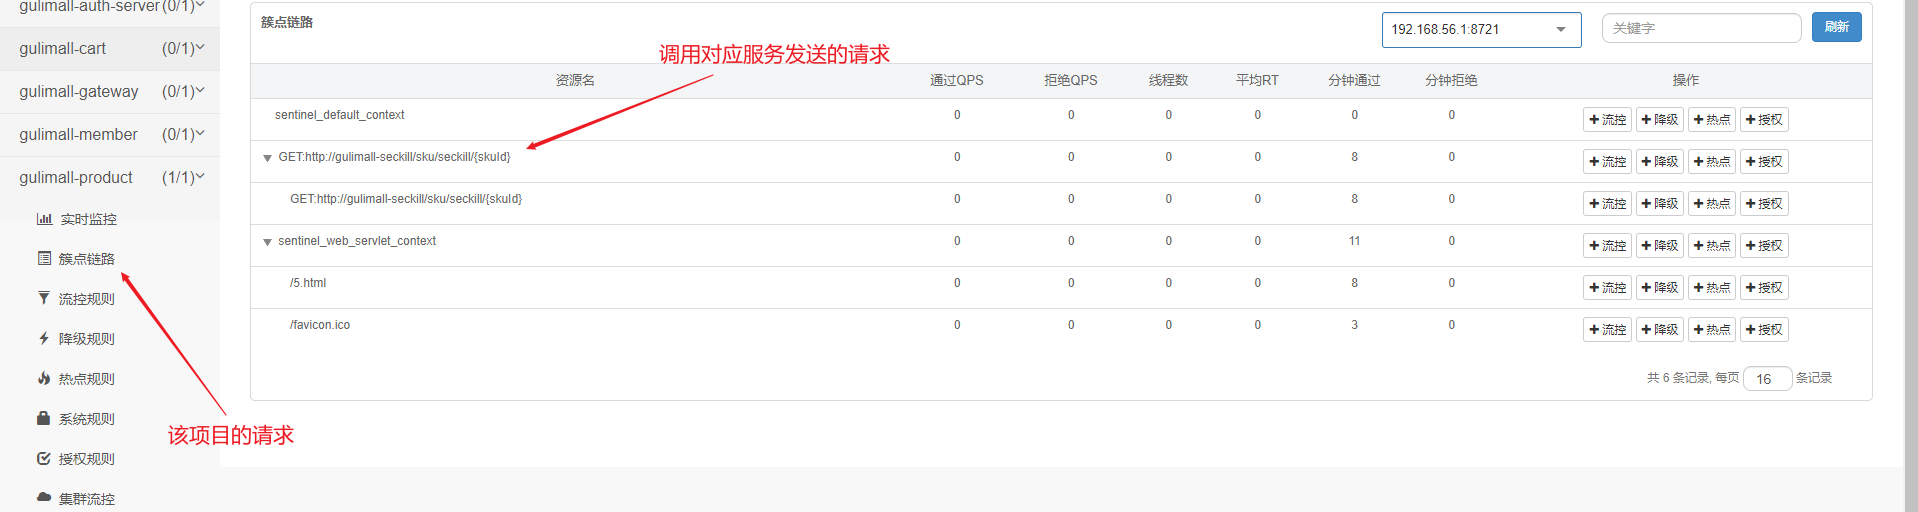 gulimall-auth-server(0/1)
gulimall-cart (0/1)
gulimall-gateway (0/1)
gulimall-member (0/1)
gulimall-product (1/1)
实时监控
簇点链路
流控规则
降级规则
热点规则
系统规则
授权规则
集群流控
该项目的请求
簇点链路 192.168.56.1:8721 关键字 刷新
调用对应服务发送的请求
资源名 通过QPS 拒绝QPS 线程数 平均RT 分钟通过 分钟拒绝 操作
sentinel_default_context 0 0 0 0 0 0 流控 降级 热点 授权
GET:http://gulimall-seckill/sku/seckill/{skuId} 0 0 0 0 8 0 流控 降级 热点 授权
GET:http://gulimall-seckill/sku/seckill/{skuId} 0 0 0 0 8 0 流控 降级 热点 授权
sentinel_web_servlet_context 0 0 0 0 11 0 流控 降级 热点 授权
/5.html 0 0 0 0 8 0 流控 降级 热点 授权
/favicon.ico 0 0 0 0 3 0 流控 降级 热点 授权
共 6 条记录, 每页 16 条记录